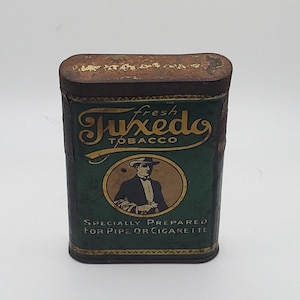 fresh
Tuxedo
TOBACCO
SPECIALLY PREPARED
FOR PIPE OR CIGARETTE